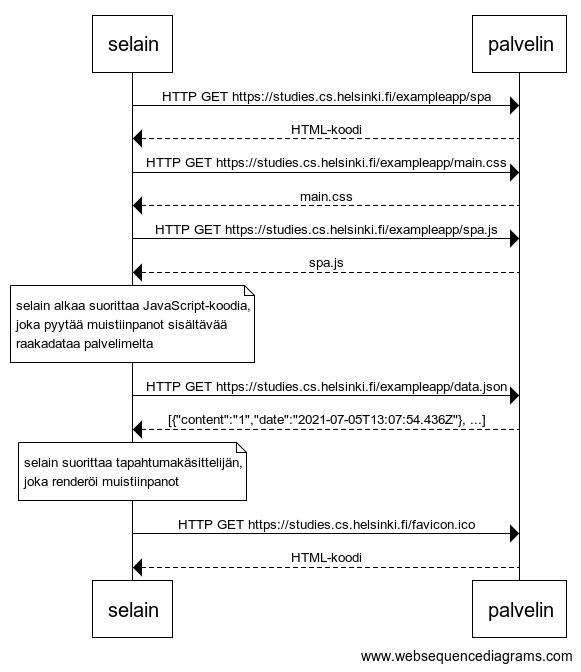 selain
palvelin
HTTP GET https://studies.cs.helsinki.fi/exampleapp/spa
HTML-koodi
HTTP GET https://studies.cs.helsinki.fi/exampleapp/main.css
main.css
HTTP GET https://studies.cs.helsinki.fi/exampleapp/spa.js
spa.js
selain alkaa suorittaa JavaScript-koodia,
joka pyytää muistiinpanot sisältävää
raakadataa palvelimelta
HTTP GET https://studies.cs.helsinki.fi/exampleapp/data.json
[{"content":"1","date":"2021-07-05T13:07:54.436Z"}, ...]
selain suorittaa tapahtumakäsittelijän,
joka renderöi muistiinpanot
HTTP GET https://studies.cs.helsinki.fi/favicon.ico
HTML-koodi
selain
palvelin
www.websequencediagrams.com